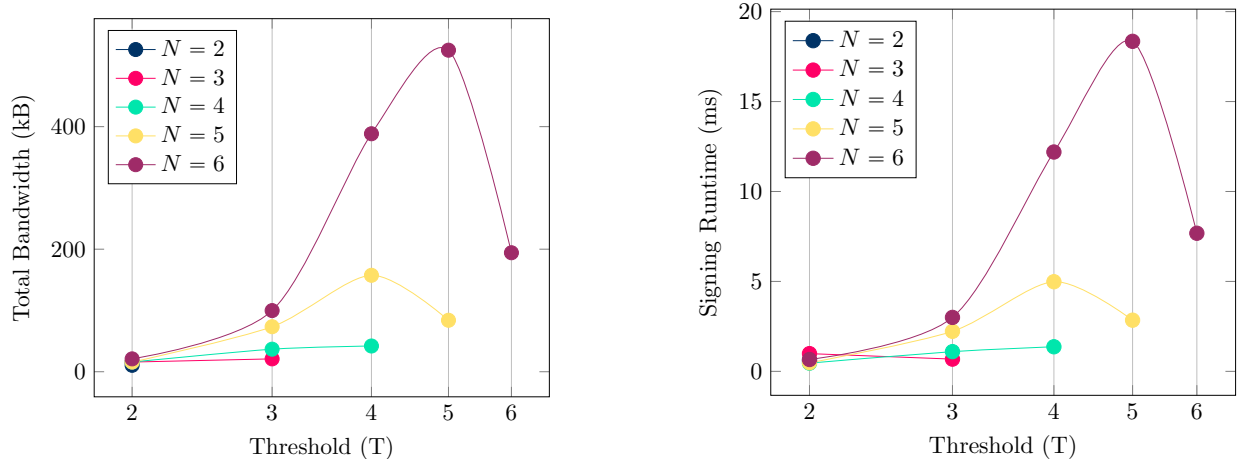 Total Bandwidth (kB)
400
200
0
N = 2
N = 3
N = 4
N = 5
N = 6
2 3 4 5 6
Threshold (T)
Signing Runtime (ms)
20
15
10
5
0
N = 2
N = 3
N = 4
N = 5
N = 6
2 3 4 5 6
Threshold (T)